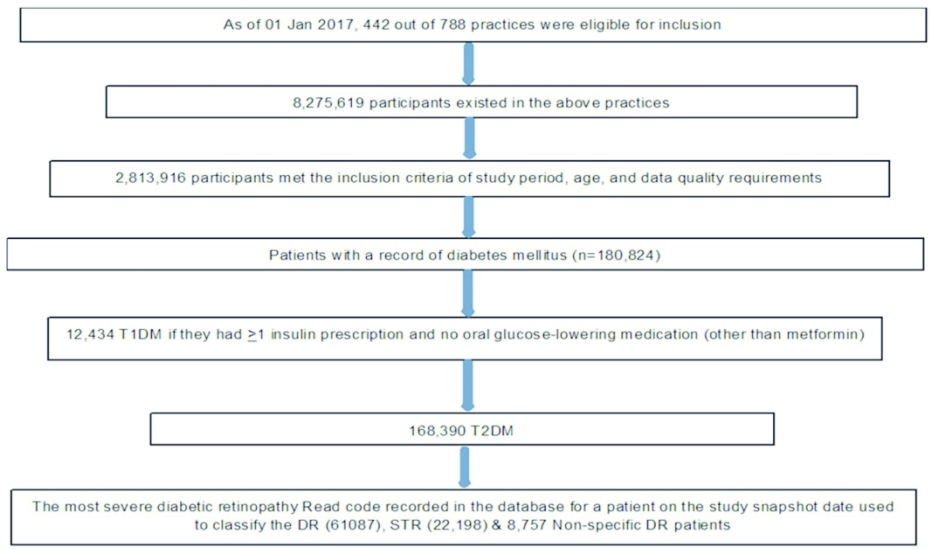 As of 01 Jan 2017, 442 out of 788 practices were eligible for inclusion
8,275,619 participants existed in the above practices
2,813,916 participants met the inclusion criteria of study period, age, and data quality requirements
Patients with a record of diabetes mellitus (n=180,824)
12,434 T1DM if they had ≥1 insulin prescription and no oral glucose-lowering medication (other than metformin)
168,390 T2DM
The most severe diabetic retinopathy Read code recorded in the database for a patient on the study snapshot date used
to classify the DR (61087), STR (22,198) & 8,757 Non-specific DR patients